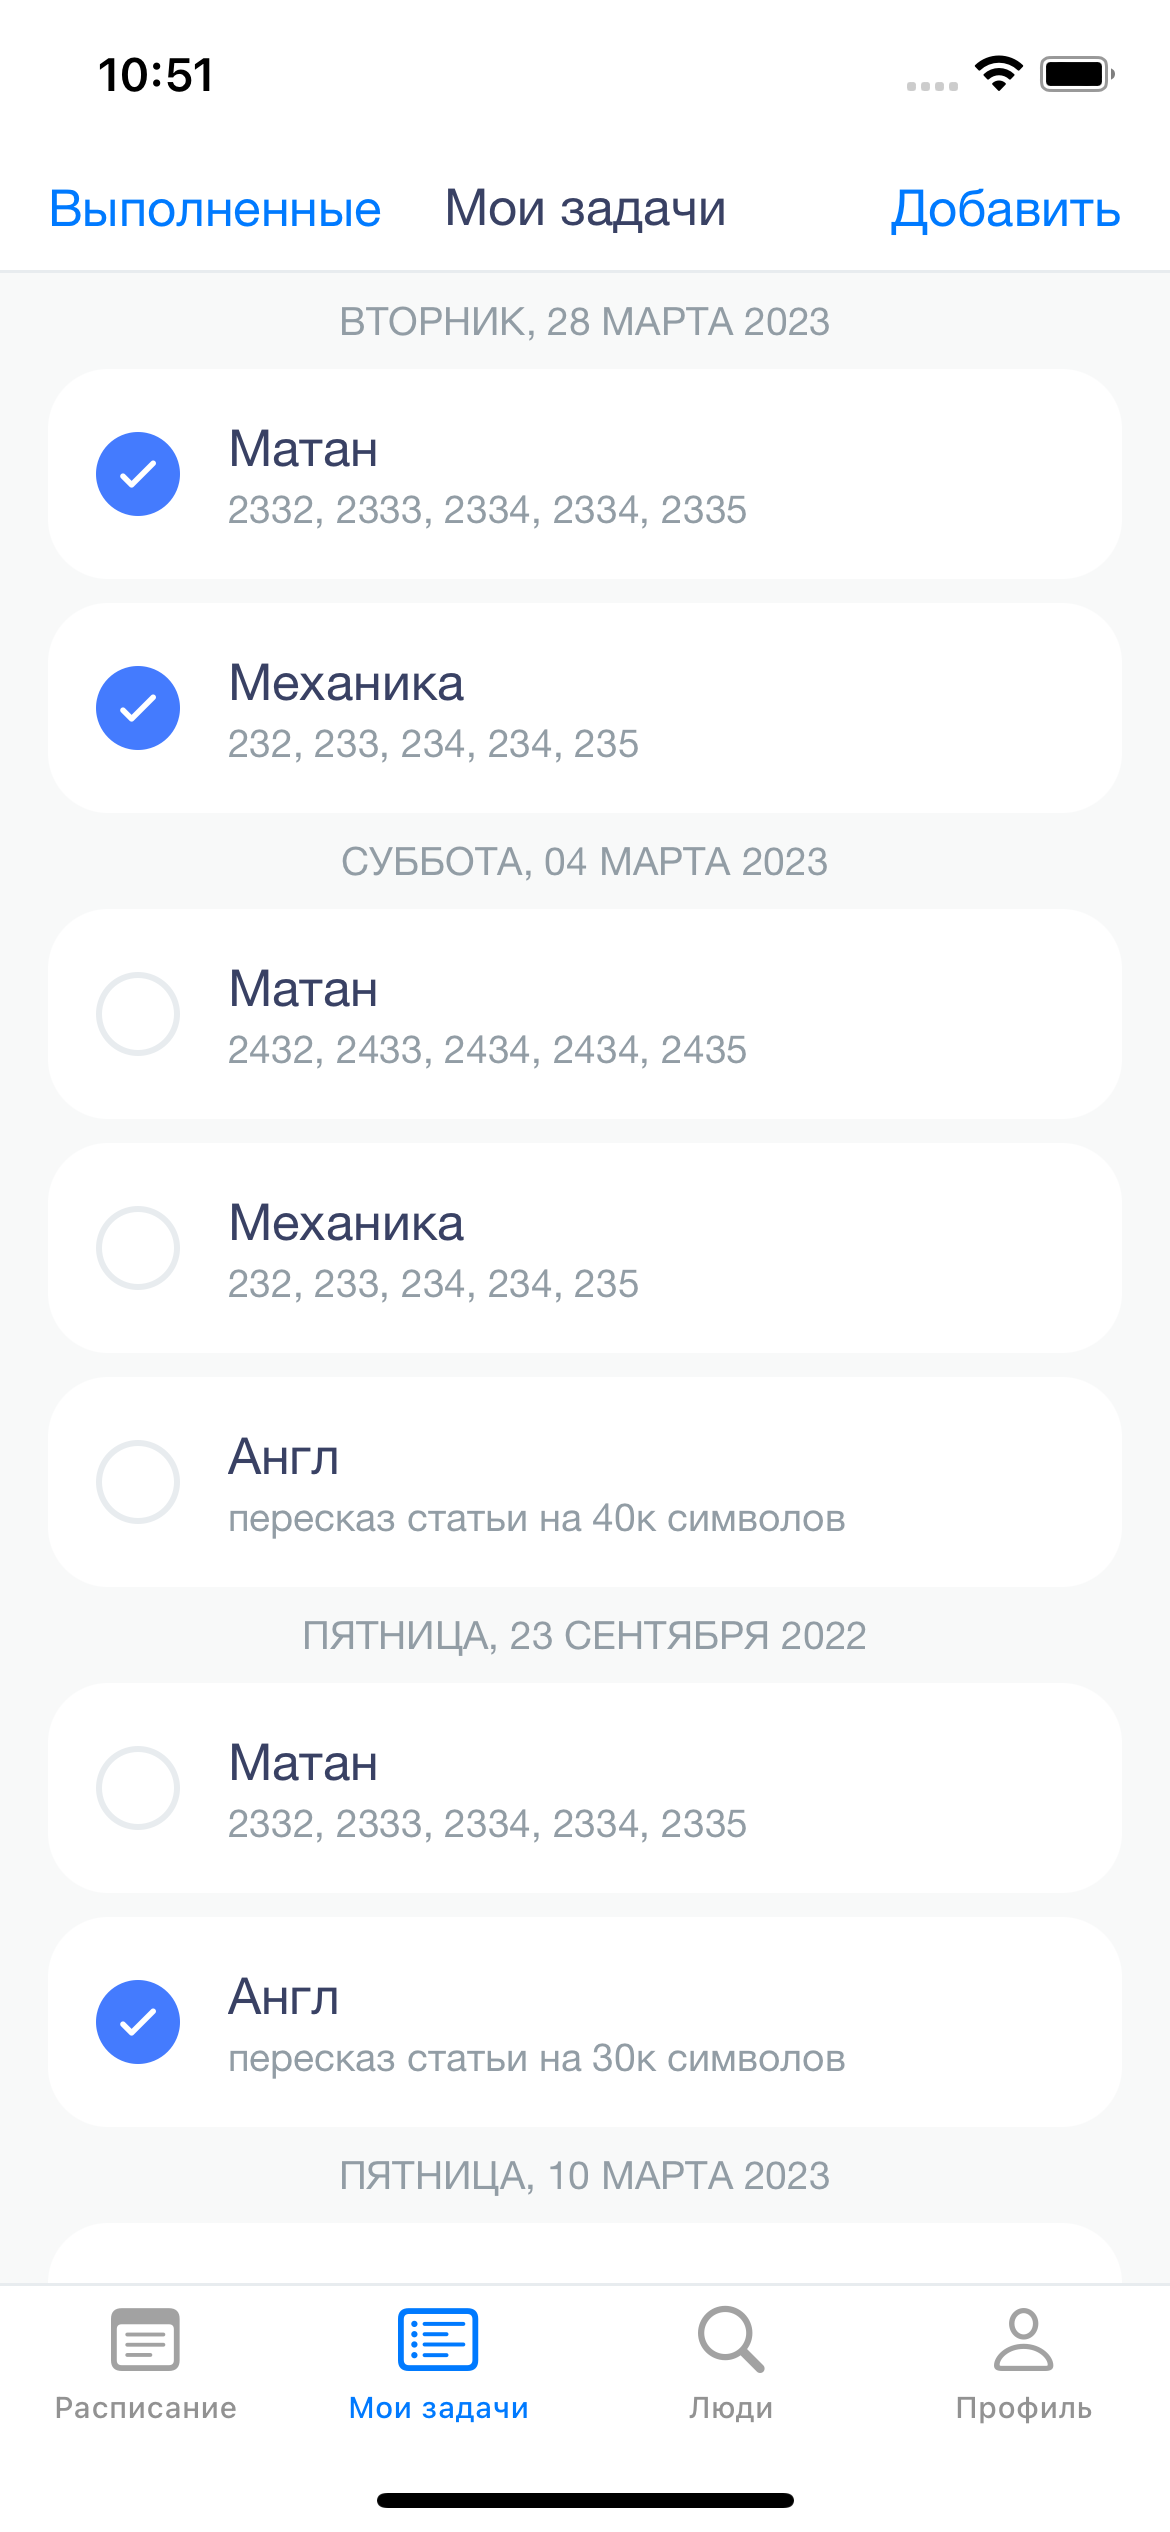 10:51
Выполненные Мои задачи Добавить
ВТОРНИК, 28 МАРТА 2023
Матан
2332, 2333, 2334, 2334, 2335
Механика
232, 233, 234, 234, 235
СУББОТА, 04 МАРТА 2023
Матан
2432, 2433, 2434, 2434, 2435
Механика
232, 233, 234, 234, 235
Англ
пересказ статьи на 40к символов
ПЯТНИЦА, 23 СЕНТЯБРЯ 2022
Матан
2332, 2333, 2334, 2334, 2335
Англ
пересказ статьи на 30к символов
ПЯТНИЦА, 10 МАРТА 2023
Расписание Мои задачи Люди Профиль